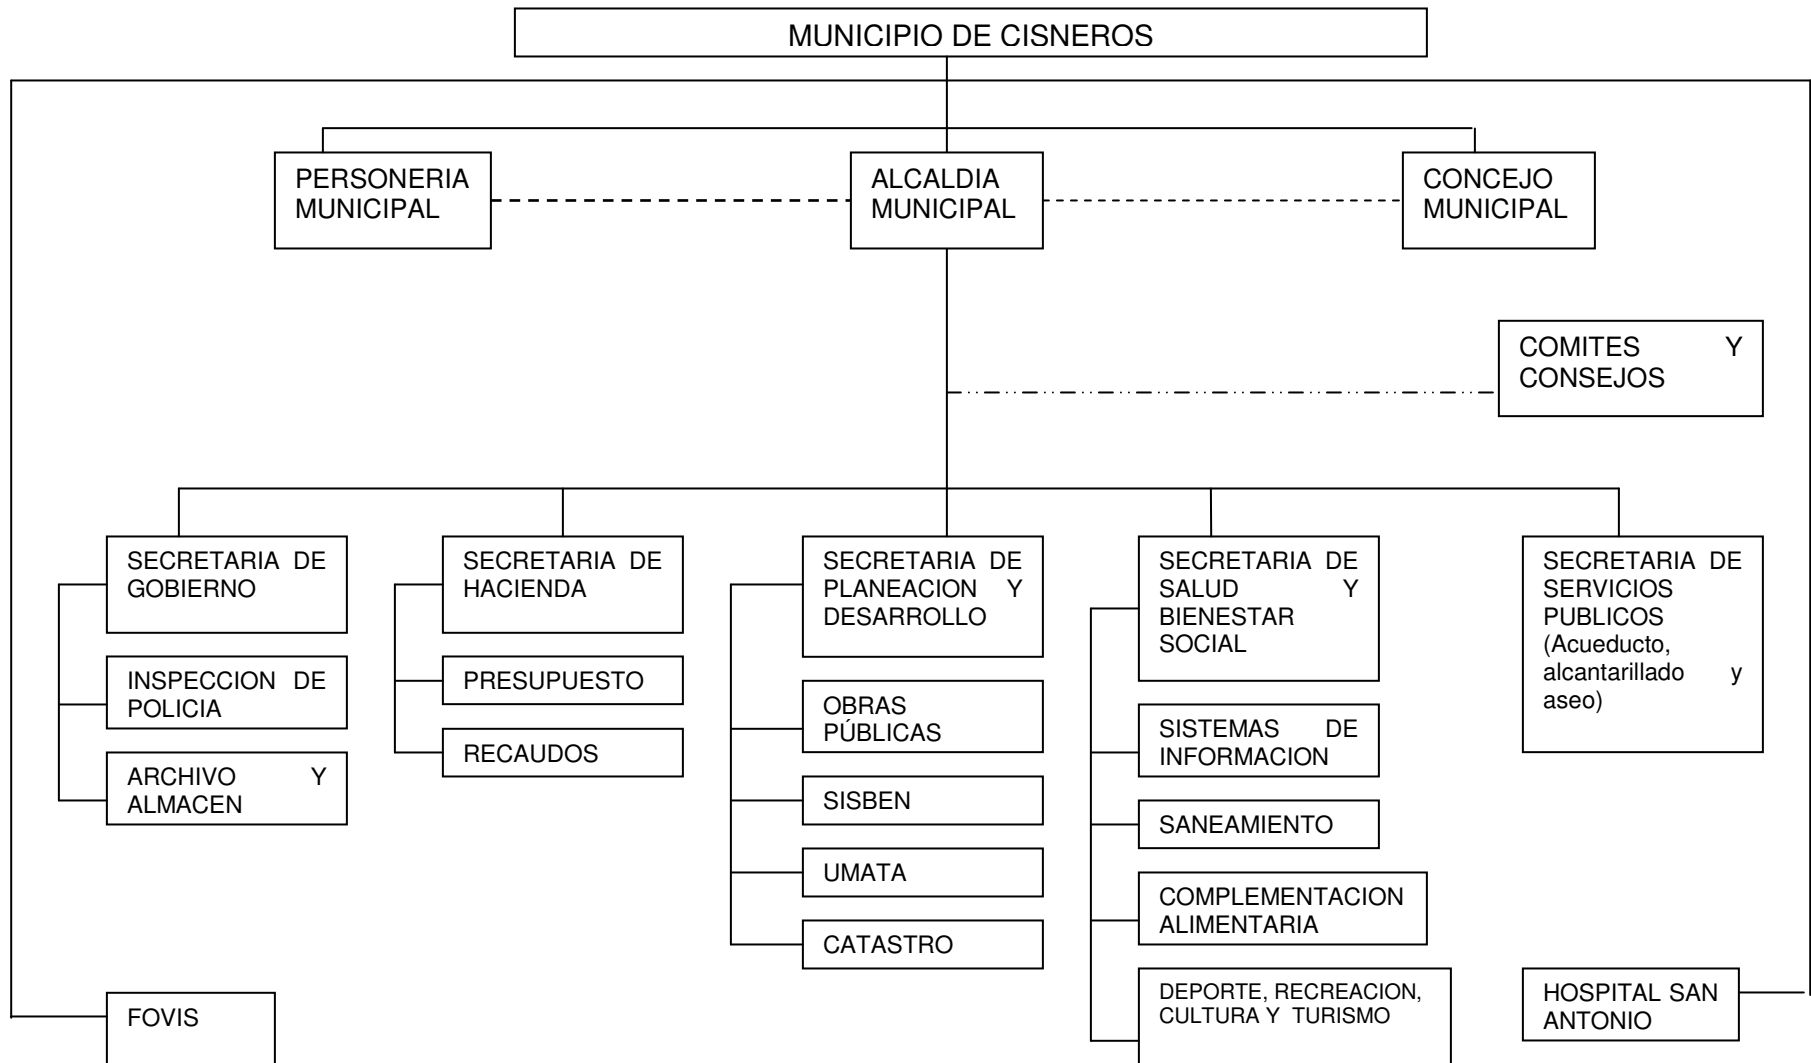 MUNICIPIO DE CISNEROS
PERSONERIA
MUNICIPAL
ALCALDIA
MUNICIPAL
CONCEJO
MUNICIPAL
COMITES Y
CONSEJOS
SECRETARIA DE
GOBIERNO
INSPECCION DE
POLICIA
ARCHIVO Y
ALMACEN
SECRETARIA DE
HACIENDA
PRESUPUESTO
RECAUDOS
SECRETARIA DE
PLANEACION Y
DESARROLLO
OBRAS
PÚBLICAS
SISBEN
UMATA
CATASTRO
SECRETARIA DE
SALUD Y
BIENESTAR
SOCIAL
SISTEMAS DE
INFORMACION
SANEAMIENTO
COMPLEMENTACION
ALIMENTARIA
DEPORTE, RECREACION,
CULTURA Y TURISMO
SECRETARIA DE
SERVICIOS
PUBLICOS
(Acueducto,
alcantarillado y
aseo)
FOVIS
HOSPITAL SAN
ANTONIO